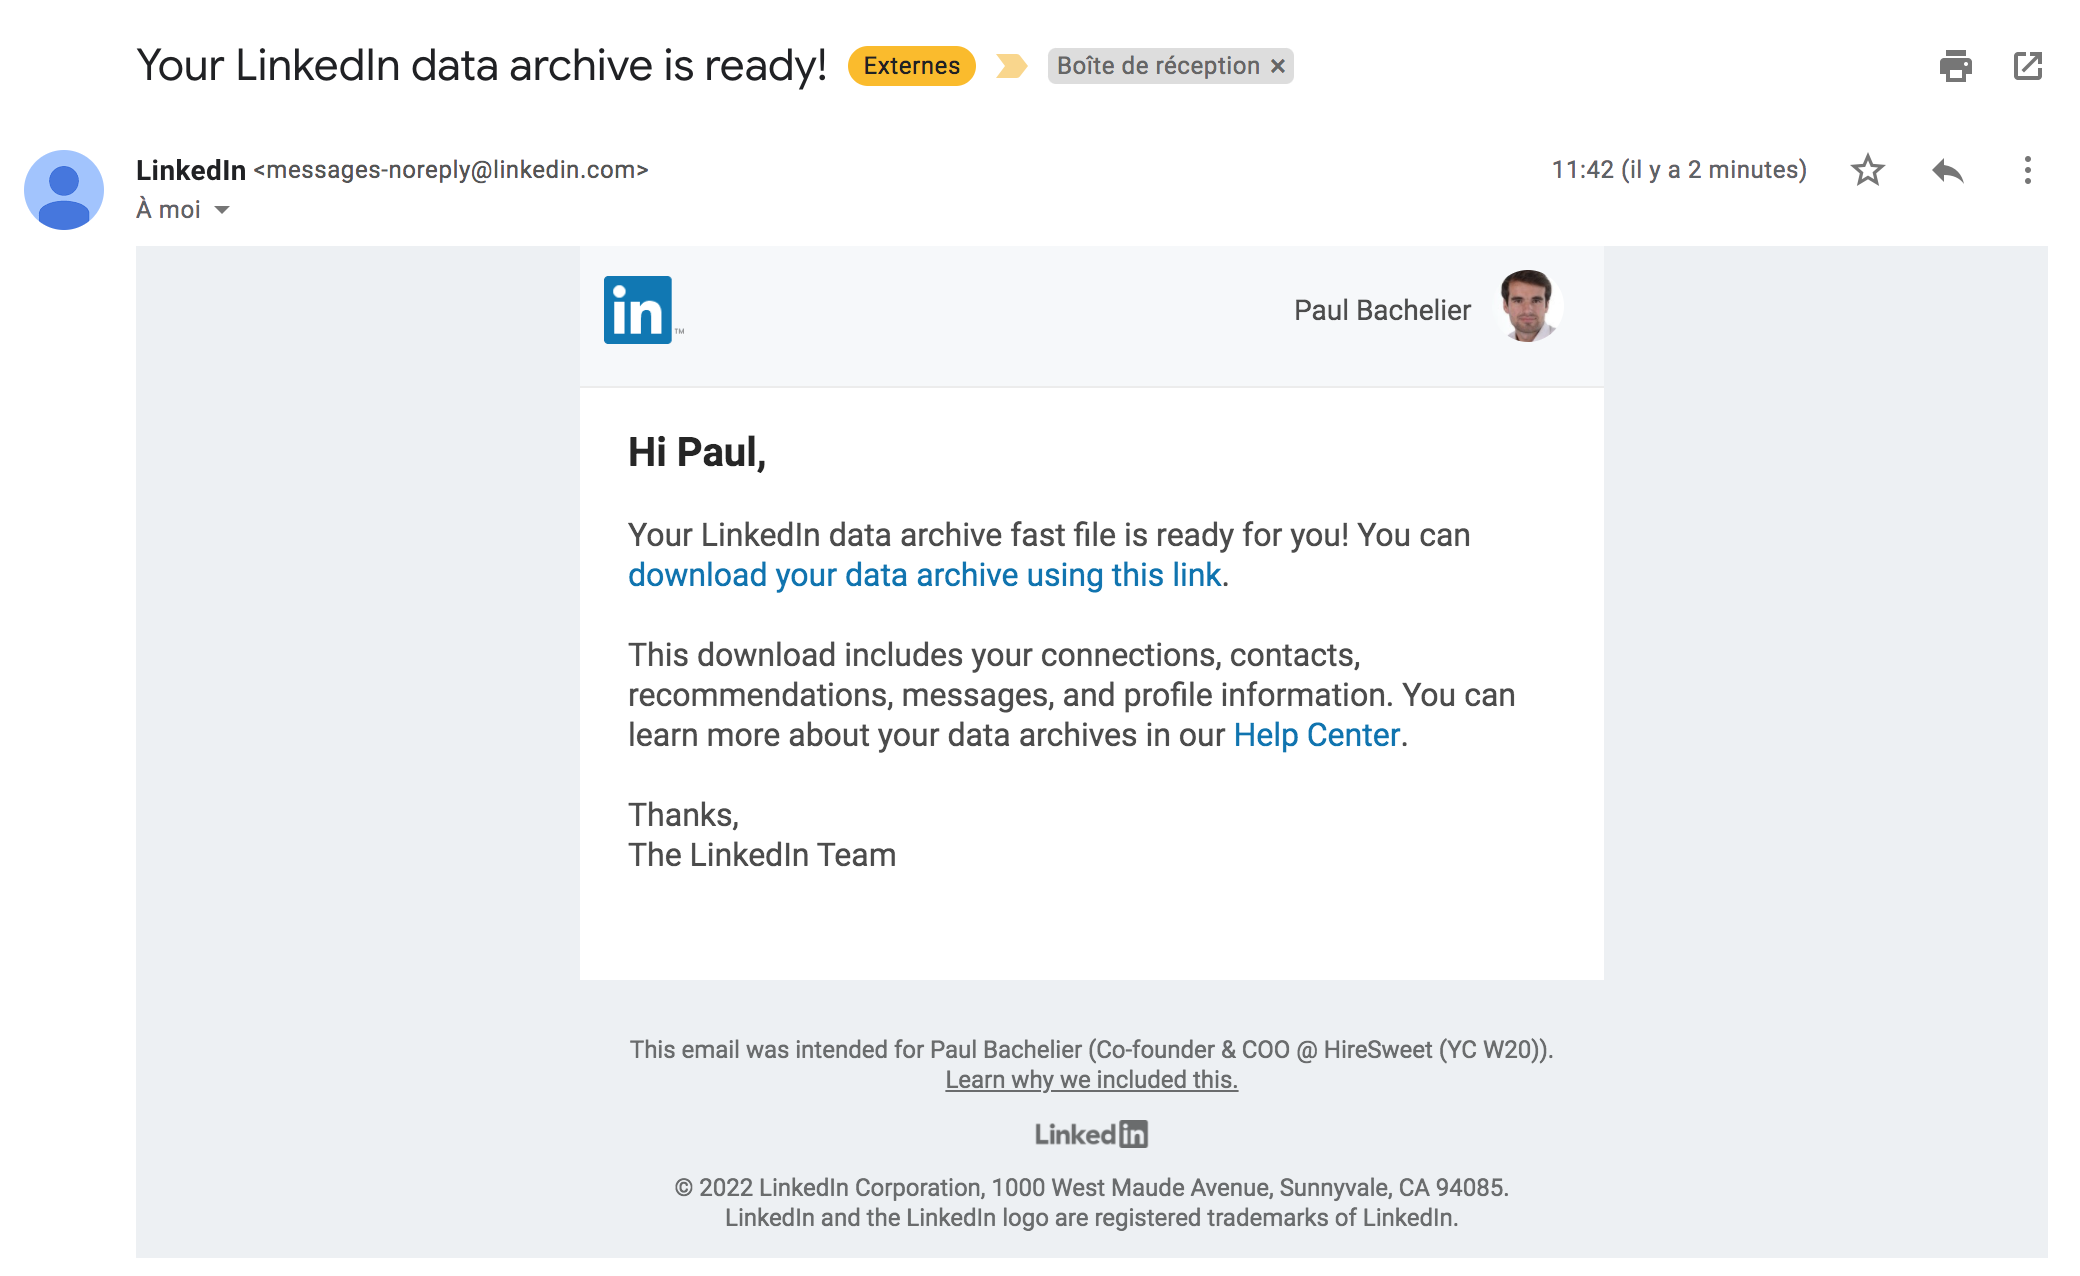 Your LinkedIn data archive is ready! Externes Boîte de réception ×
LinkedIn <messages-noreply@linkedin.com> 11:42 (il y a 2 minutes)
À moi
in™ Paul Bachelier
Hi Paul,
Your LinkedIn data archive fast file is ready for you! You can
download your data archive using this link.
This download includes your connections, contacts,
recommendations, messages, and profile information. You can
learn more about your data archives in our Help Center.
Thanks,
The LinkedIn Team
This email was intended for Paul Bachelier (Co-founder & COO @ HireSweet (YC W20)).
Learn why we included this.
Linkedin
© 2022 LinkedIn Corporation, 1000 West Maude Avenue, Sunnyvale, CA 94085.
LinkedIn and the LinkedIn logo are registered trademarks of LinkedIn.